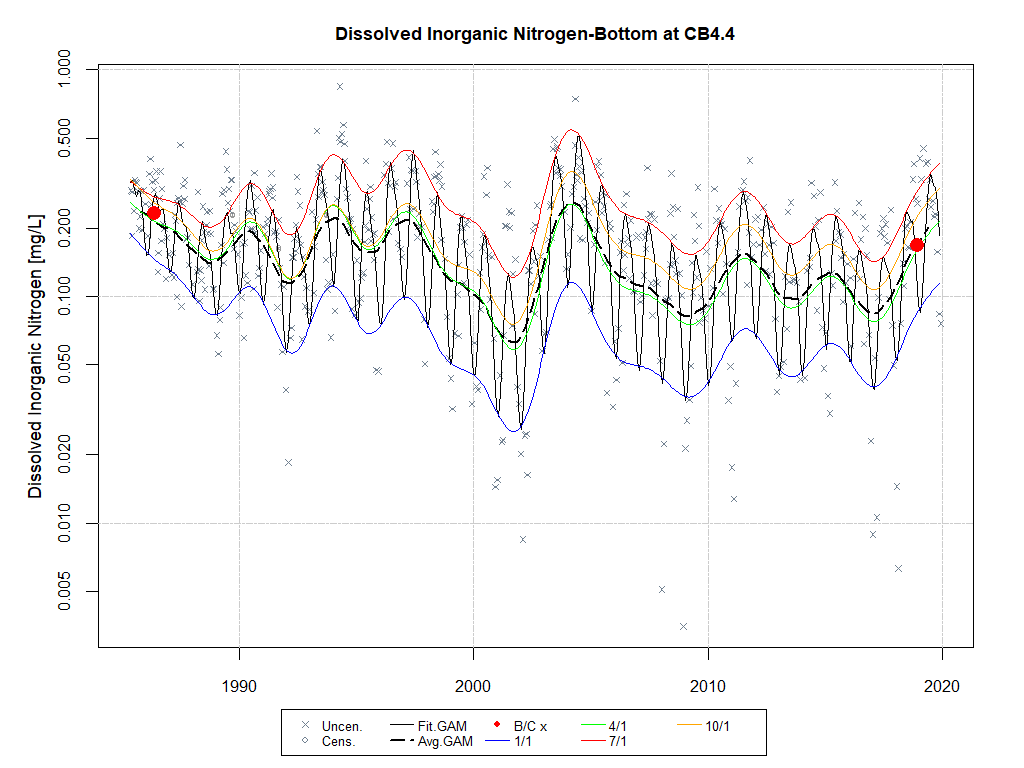 Dissolved Inorganic Nitrogen-Bottom at CB4.4
Dissolved Inorganic Nitrogen [mg/L]
1.000
0.500
0.200
0.100
0.050
0.020
0.010
0.005
1990 2000 2010 2020
Uncen. Fit.GAM B/C x 4/1 10/1
Cens. Avg.GAM 1/1 7/1